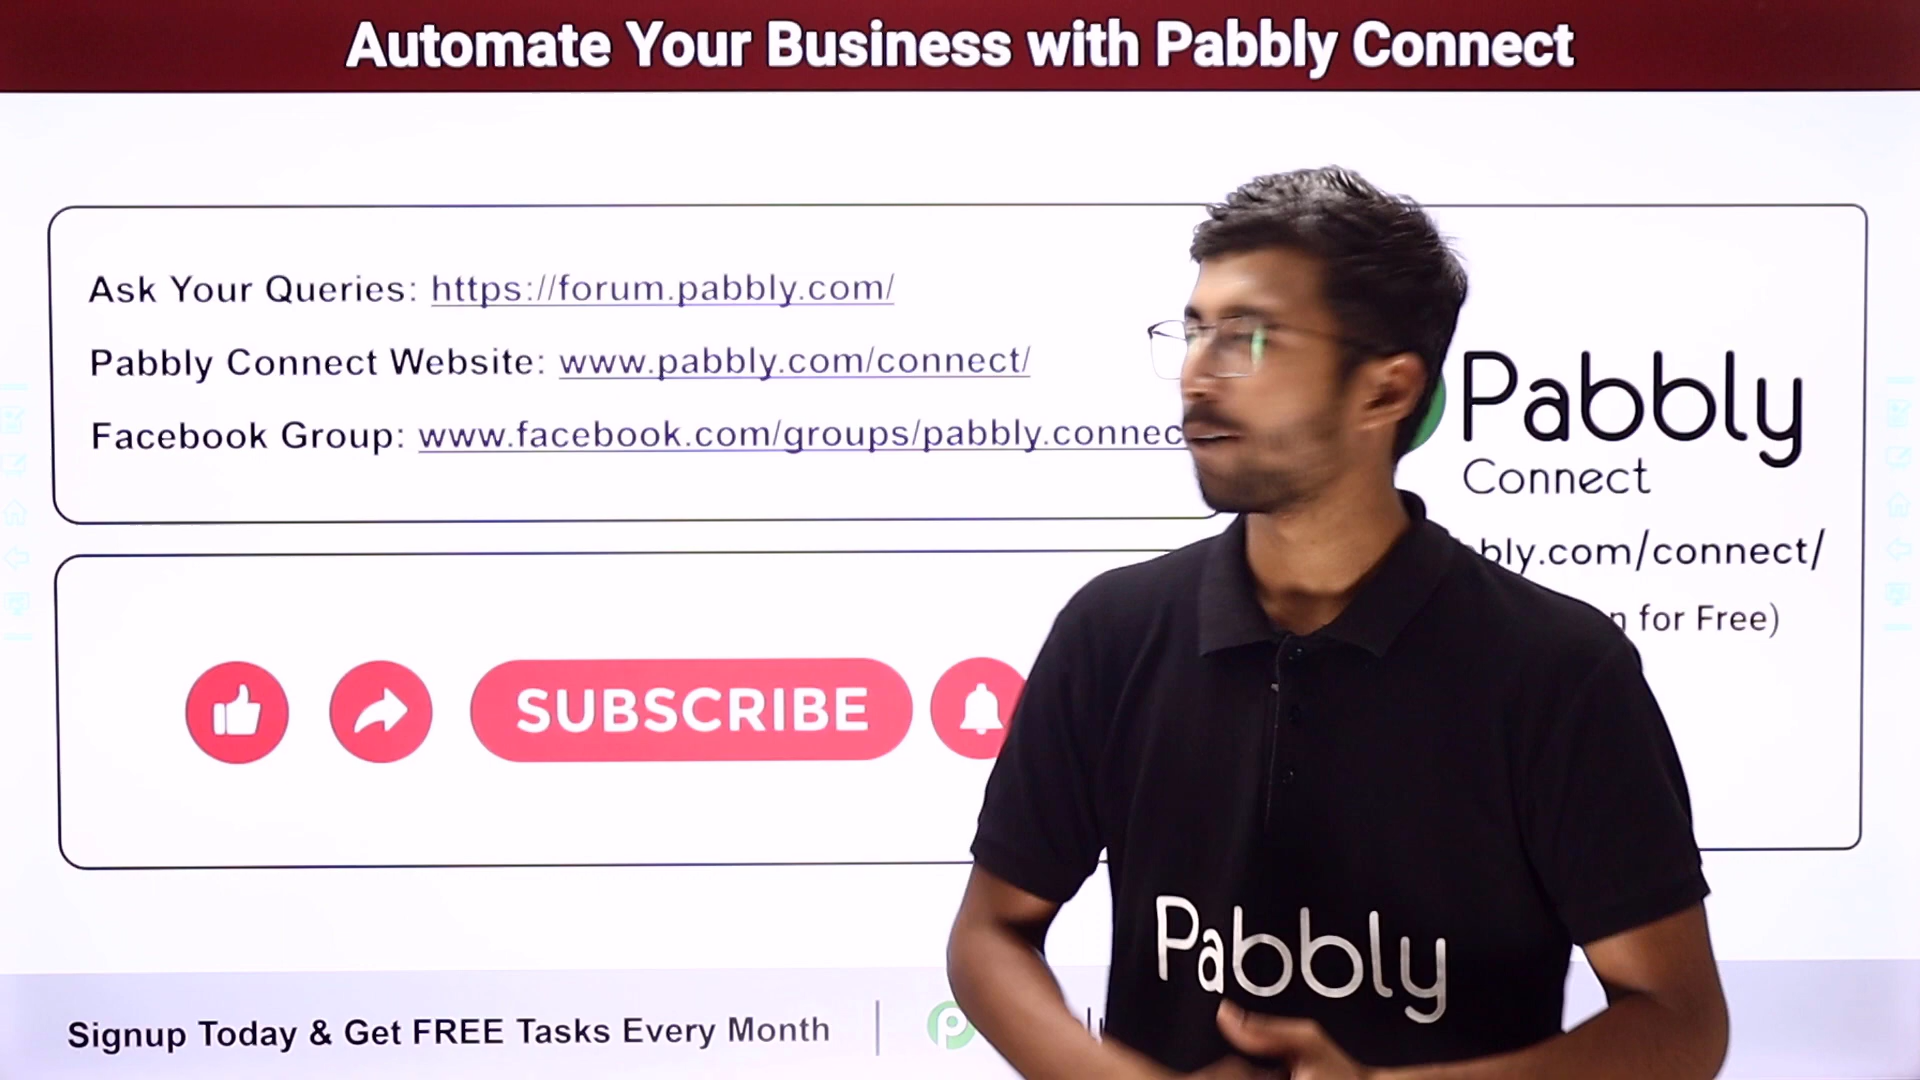 Automate Your Business with Pabbly Connect
Ask Your Queries: https://forum.pabbly.com/
Pabbly Connect Website: www.pabbly.com/connect/
Facebook Group: www.facebook.com/groups/pabbly.connec
Pabbly
Connect
bly.com/connect/
for Free)
SUBSCRIBE
Pabbly
Signup Today & Get FREE Tasks Every Month